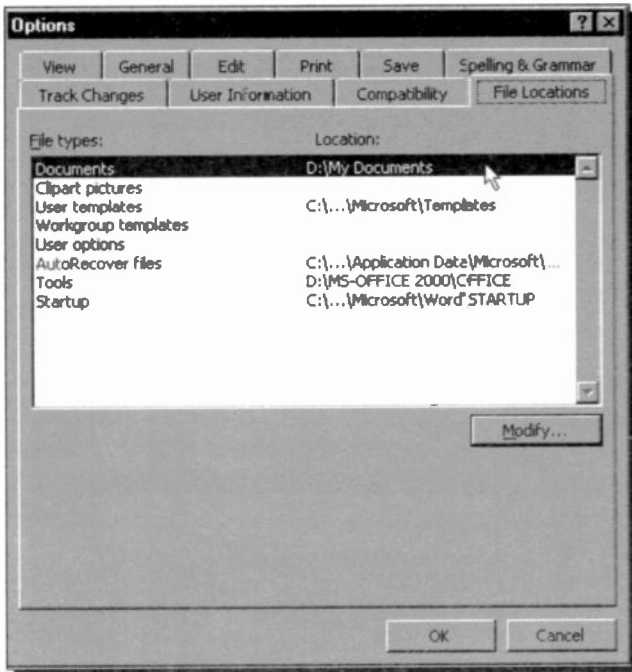 Options
View General Edit Print Save Spelling & Grammar
Track Changes User Information Compatibility File Locations
File types: Location:
Documents D:\My Documents
Clipart pictures
User templates C:\...\Microsoft\Templates
Workgroup templates
User options
AutoRecover files C:\...\Application Data\Microsoft\...
Tools D:\MS-OFFICE 2000\OFFICE
Startup C:\...\Microsoft\Word\STARTUP
Modify...
OK Cancel